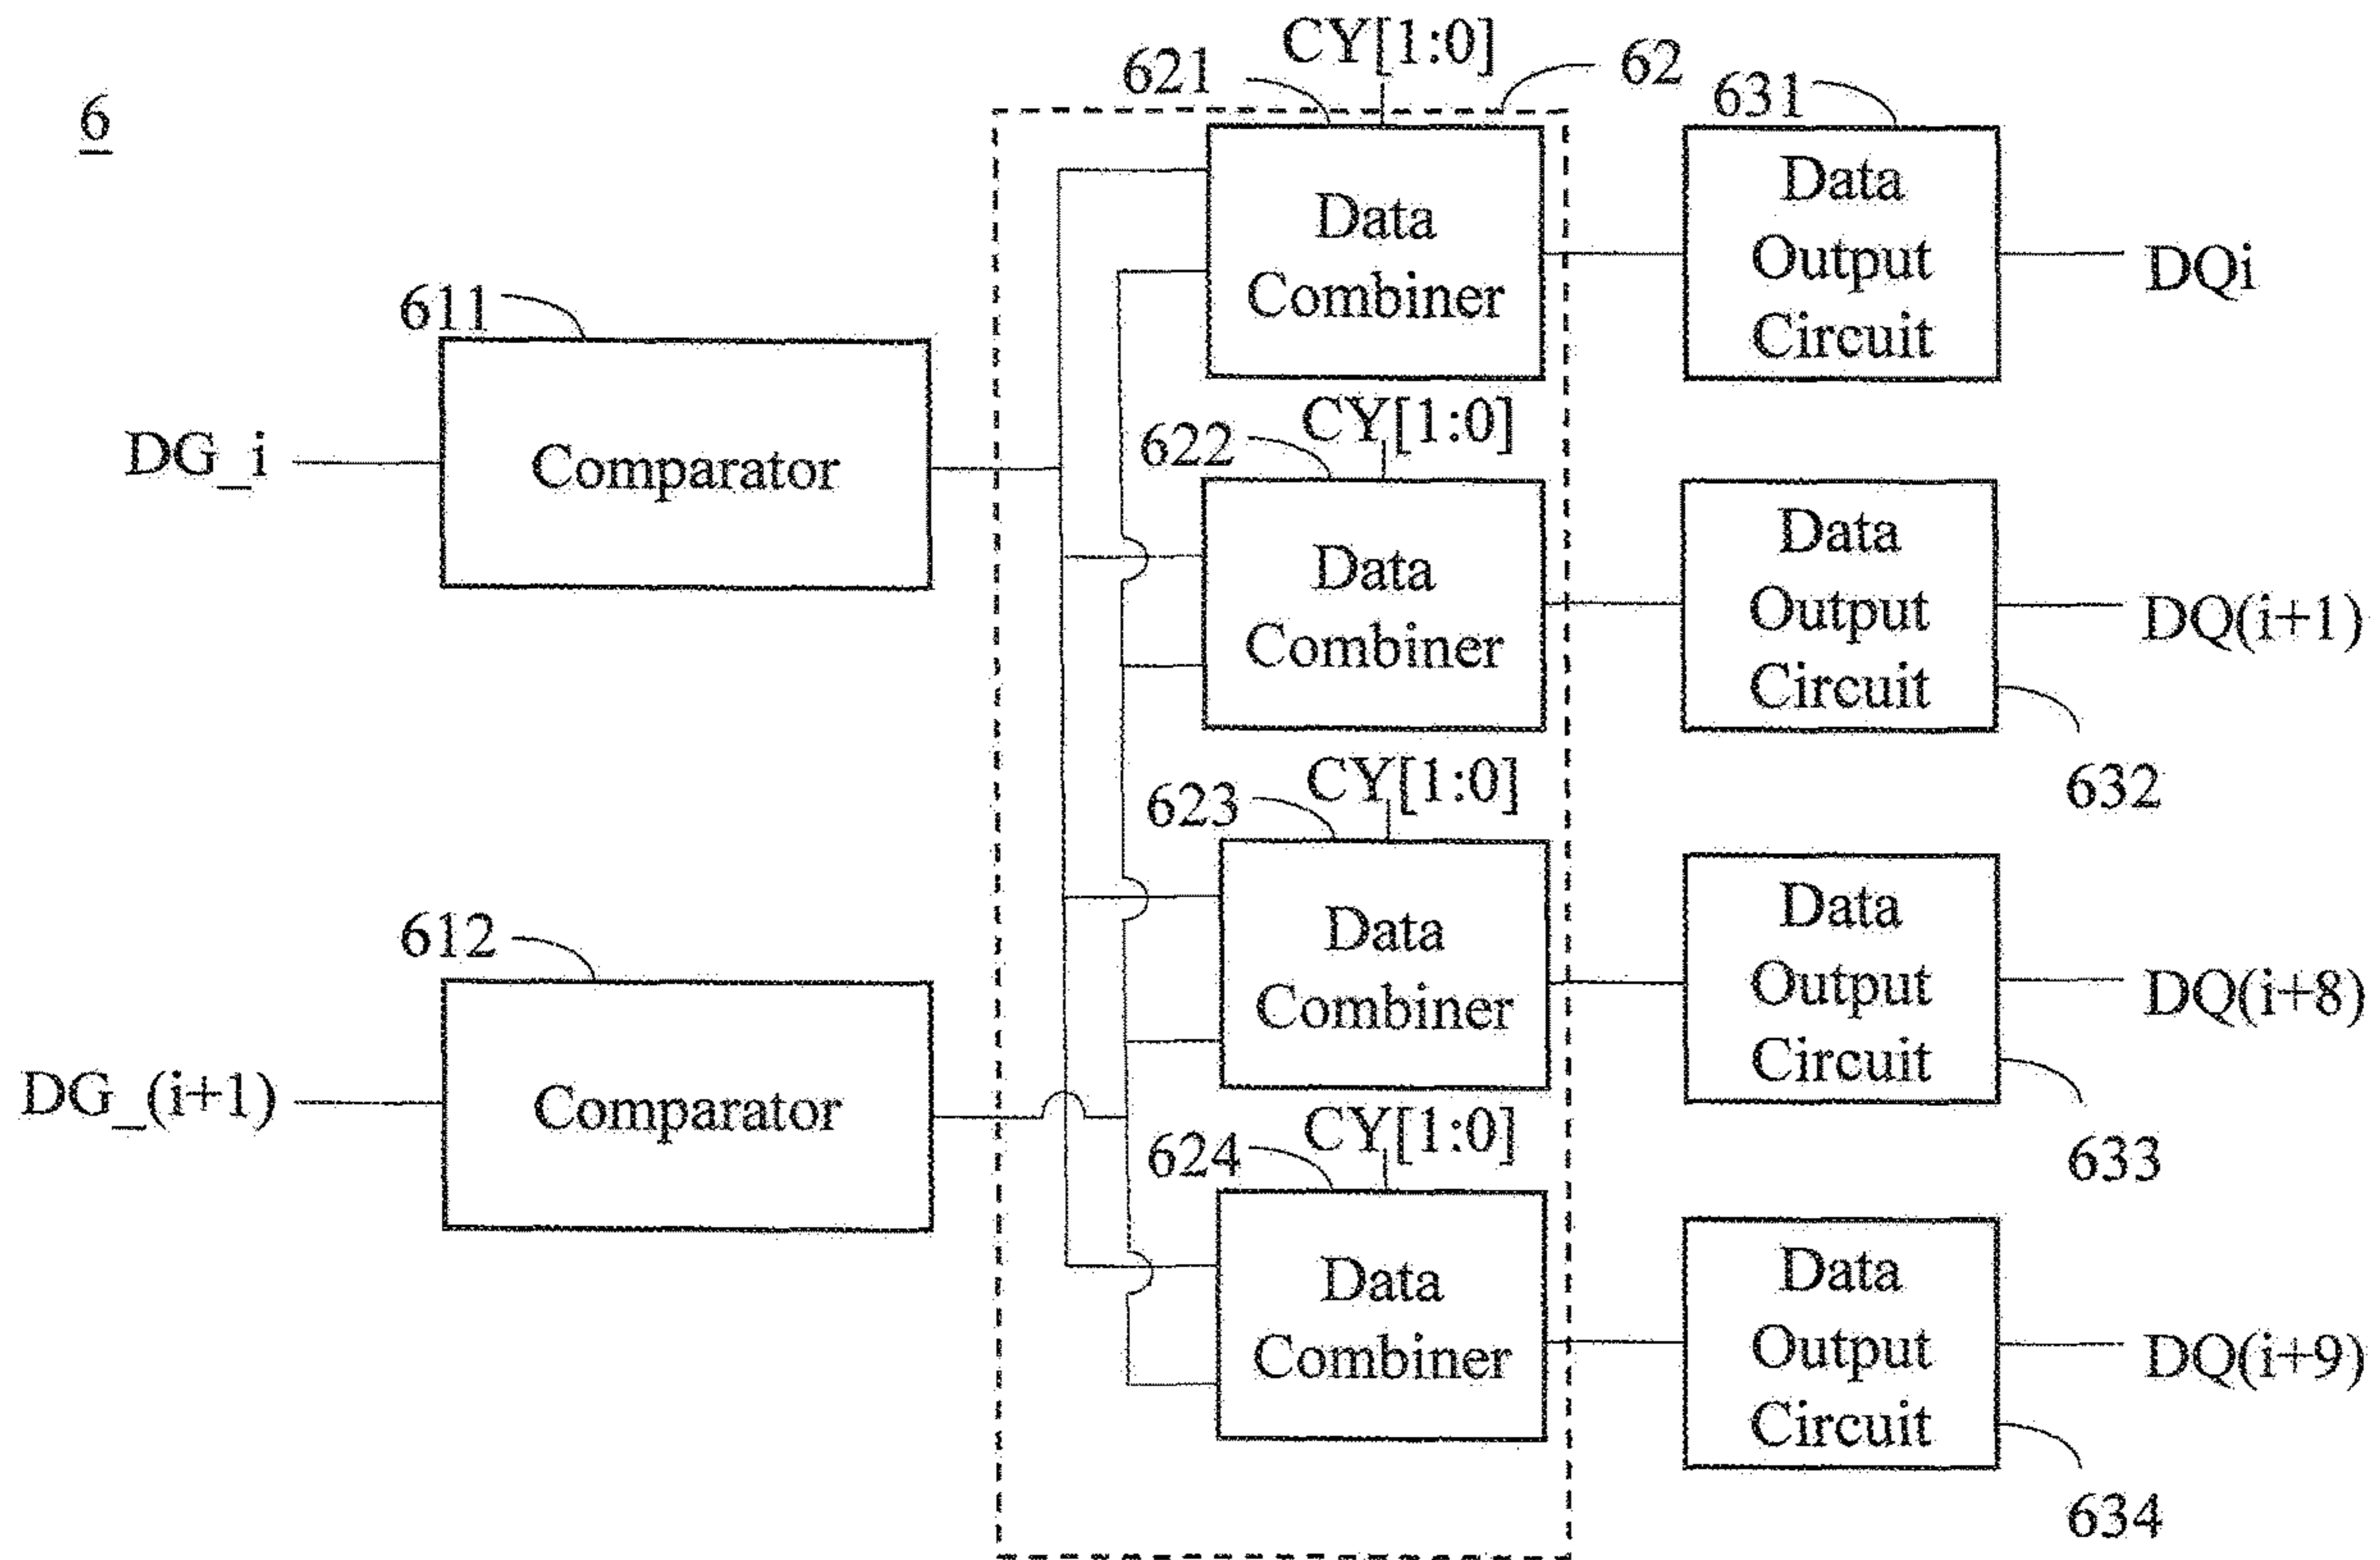 6
CY[1:0]
621
62
631
Data
Combiner
Data
Output
Circuit
DQi
611
DG_i
Comparator
CY[1:0]
622
Data
Combiner
Data
Output
Circuit
DQ(i+1)
632
CY[1:0]
623
Data
Combiner
Data
Output
Circuit
DQ(i+8)
633
612
DG_(i+1)
Comparator
CY[1:0]
624
Data
Combiner
Data
Output
Circuit
DQ(i+9)
634